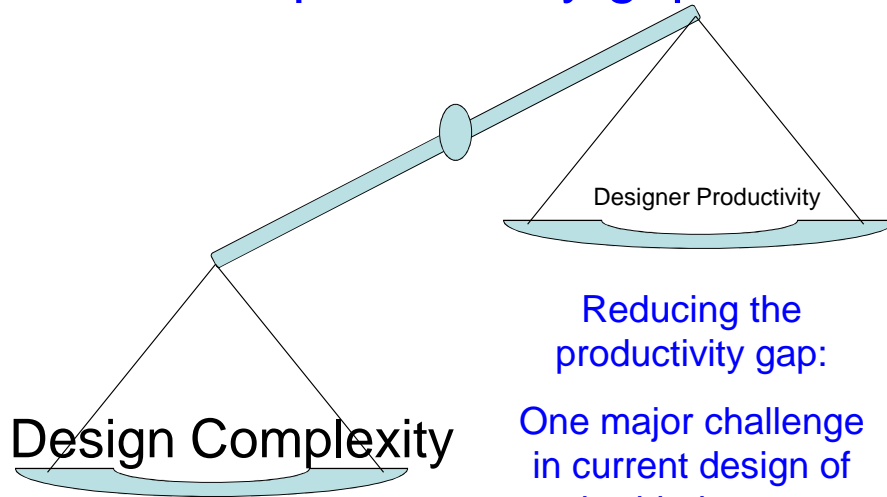 Designer Productivity
Reducing the
productivity gap:
Design Complexity
One major challenge
in current design of